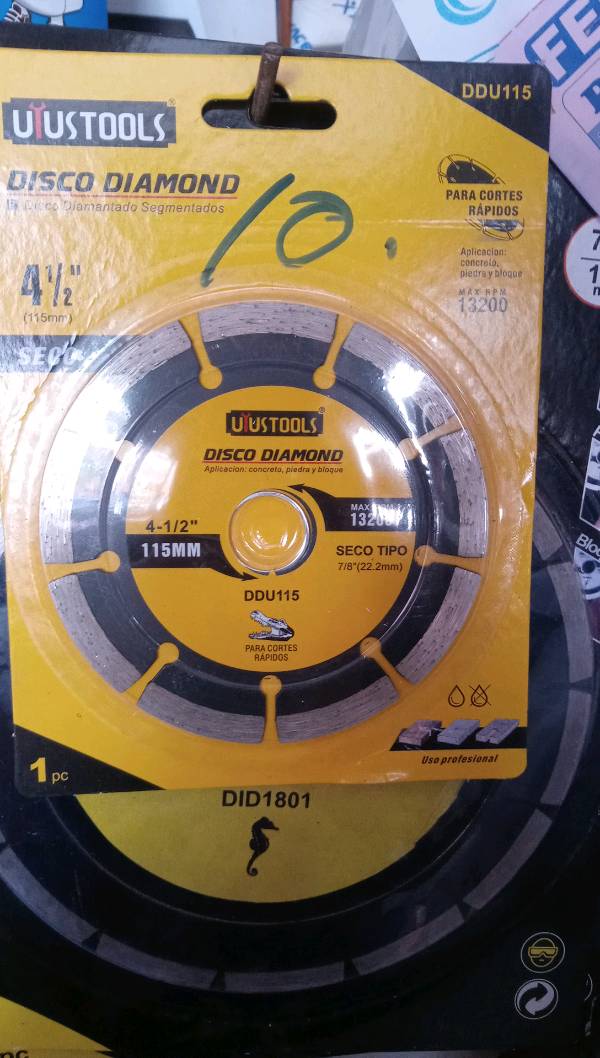 DDU115
UYUSTOOLS
DISCO DIAMOND
Disco Diamantado Segmentados
10.
PARA CORTES
RÁPIDOS
Aplicacion:
concreto,
piedra y bloque
MAX RPM
13200
4½"
(115mm)
SECO
UYUSTOOLS
DISCO DIAMOND
Aplicacion: concreto, piedra y bloque
4-1/2"
115MM
MAX
SECO TIPO
7/8"(22.2mm)
DDU115
PARA CORTES
RÁPIDOS
Uso profesional
1 pc
DID1801